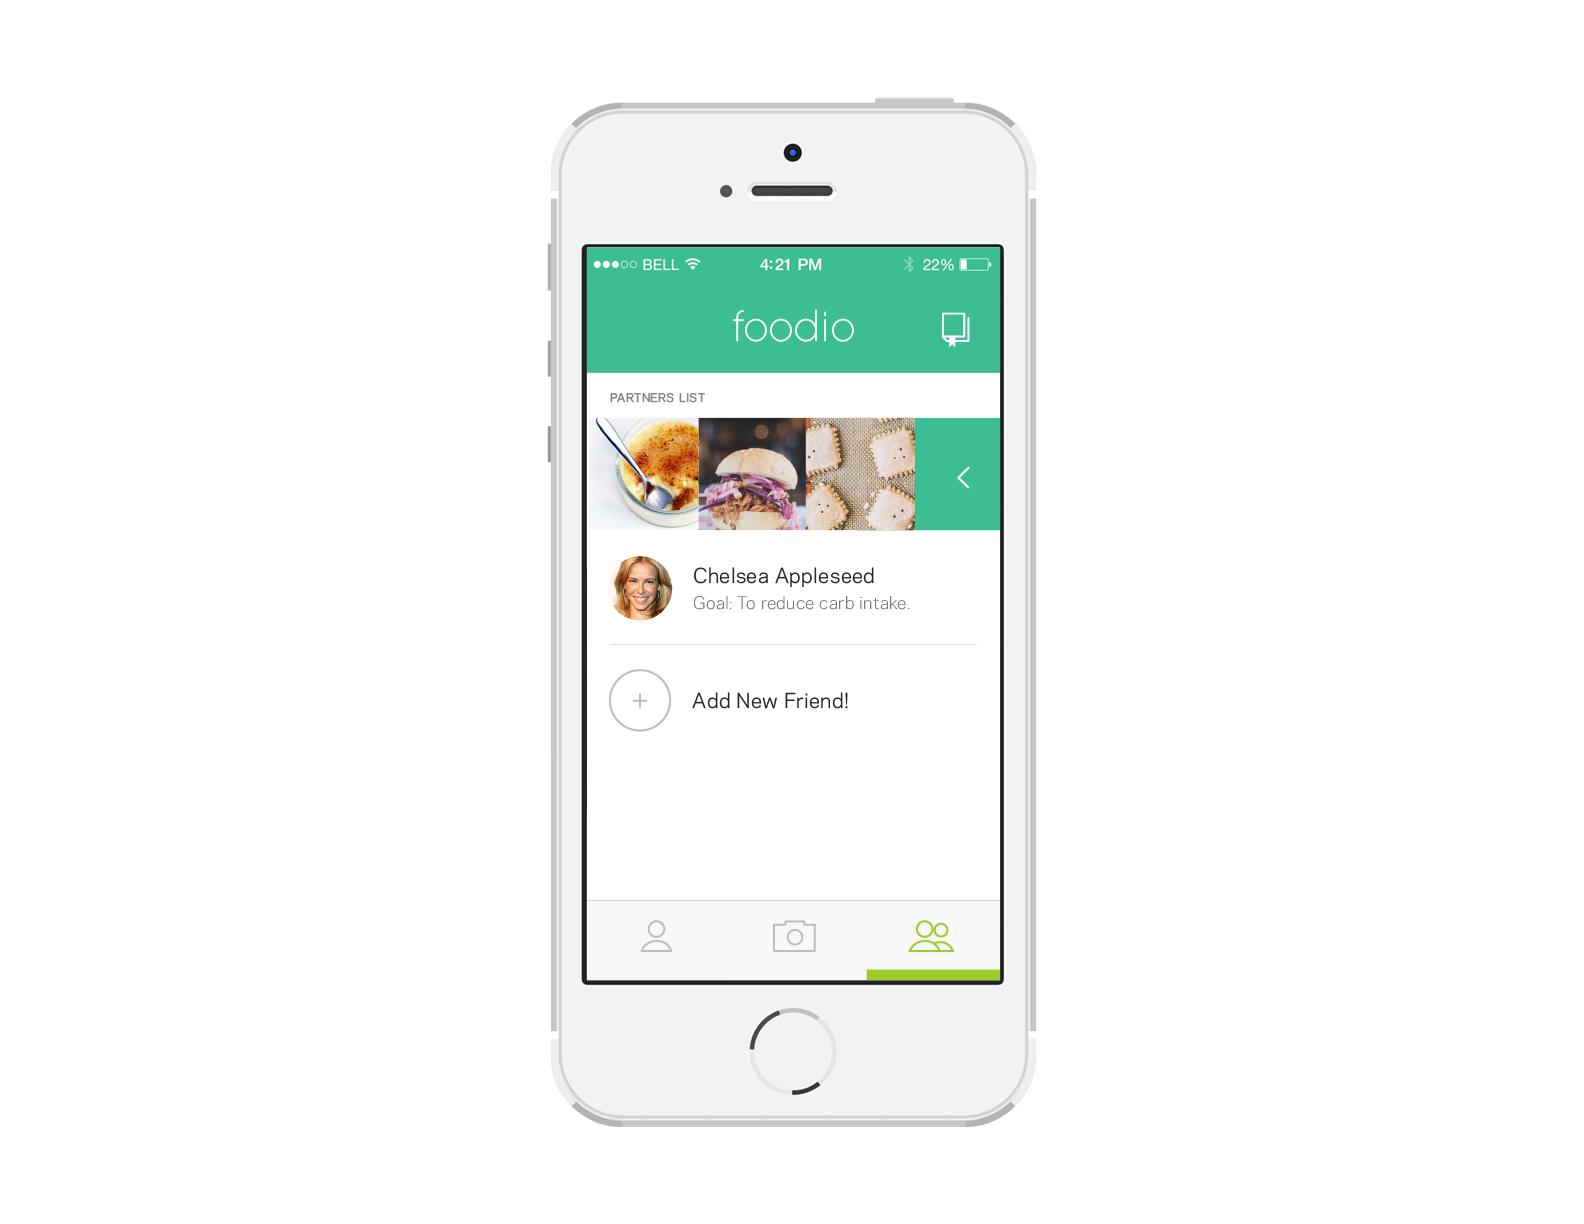 BELL 4:21 PM 22%
foodio
PARTNERS LIST
Chelsea Appleseed
Goal: To reduce carb intake.
Add New Friend!